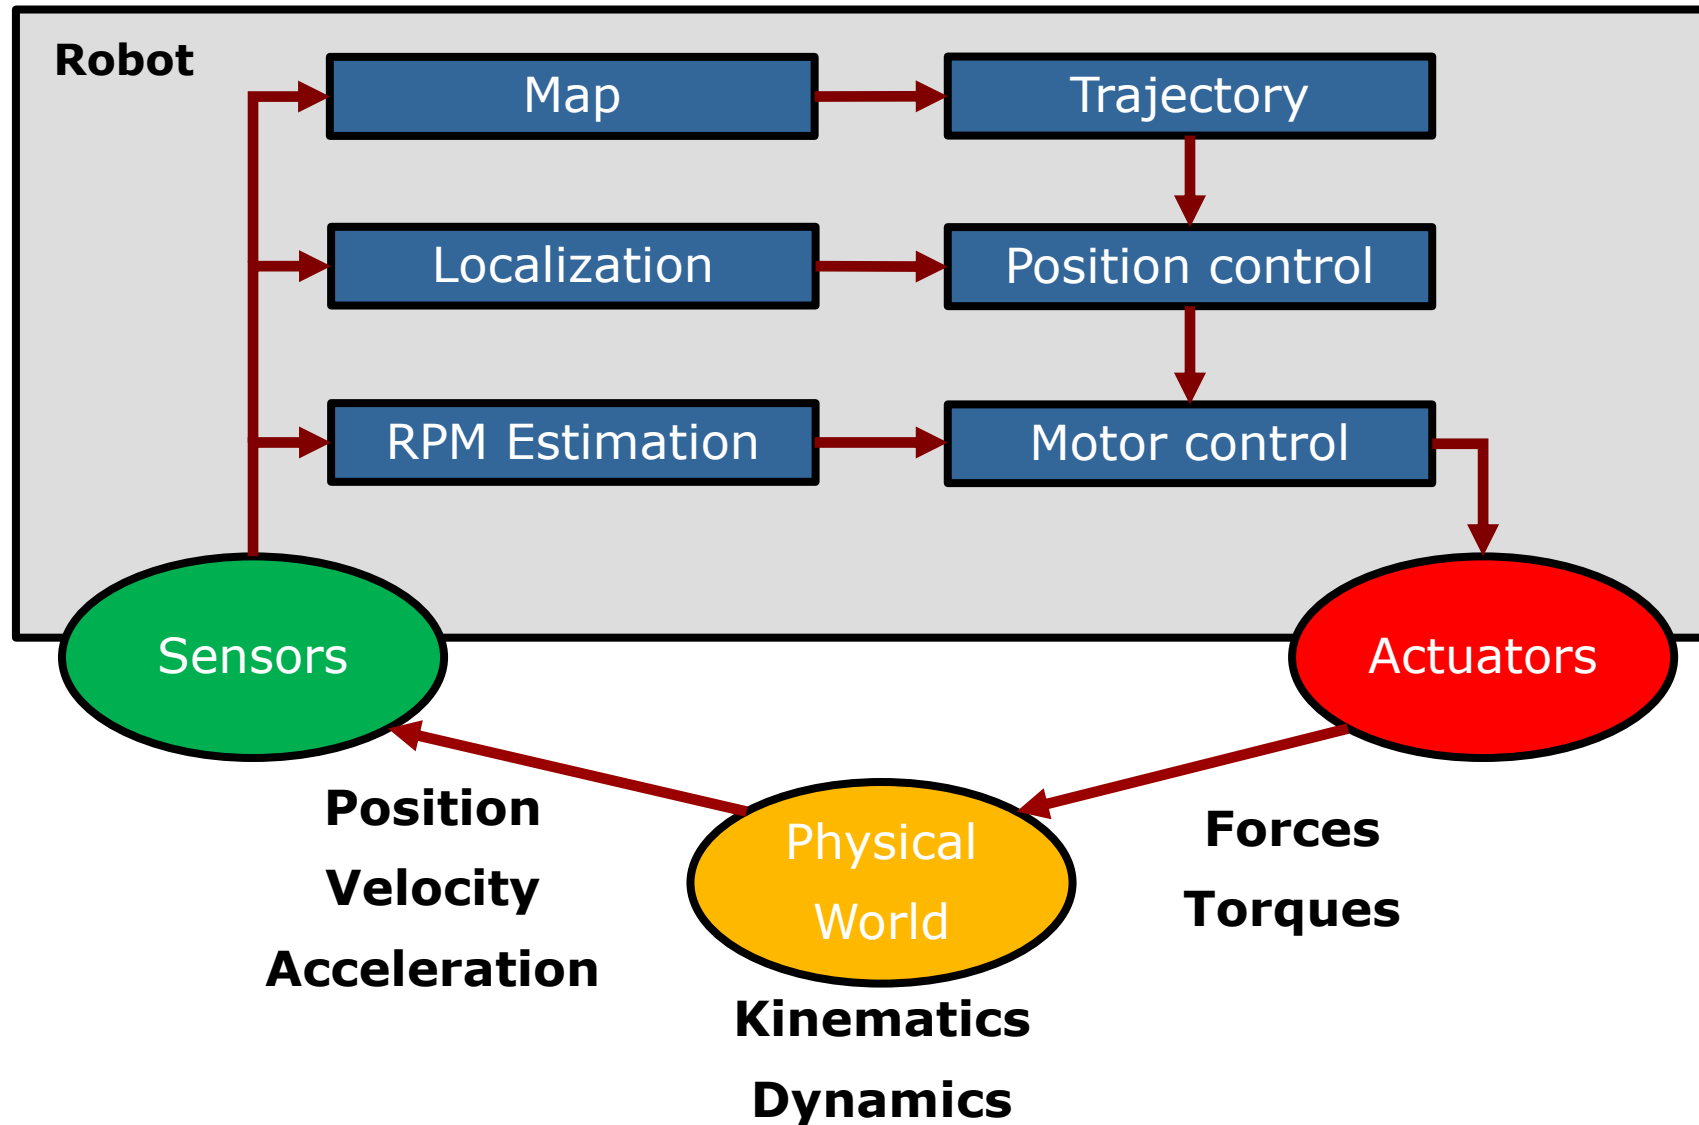 Robot
Map
Trajectory
Localization
Position control
RPM Estimation
Motor control
Sensors
Actuators
Position
Velocity
Acceleration
Physical
World
Forces
Torques
Kinematics
Dynamics